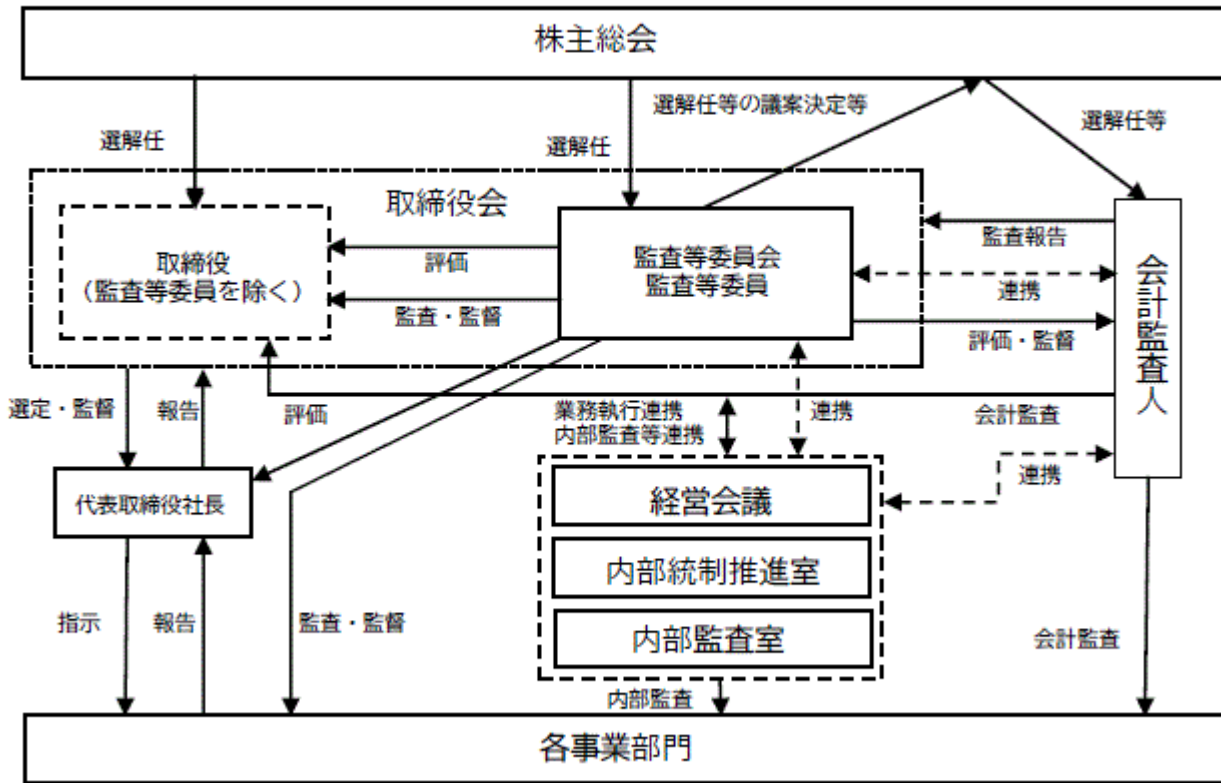 株主総会
選解任等の議案決定等
選解任等
選解任
選解任
取締役会
監査報告
取締役
（監査等委員を除く）
評価
監査・監督
監査等委員会
監査等委員
連携
評価・監督
会計監査人
選定・監督
報告
評価
業務執行連携
内部監査等連携
連携
会計監査
連携
代表取締役社長
経営会議
内部統制推進室
内部監査室
指示
報告
監査・監督
会計監査
内部監査
各事業部門